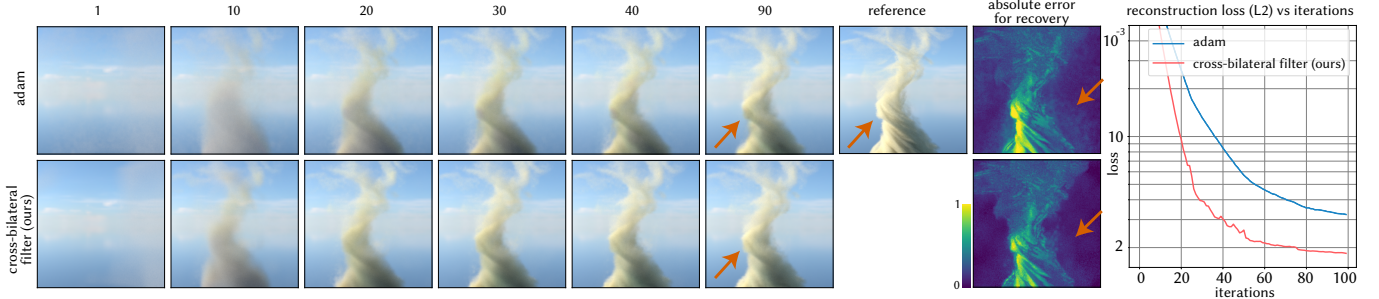 1 10 20 30 40 90 reference absolute error
for recovery
reconstruction loss (L2) vs iterations
adam
cross-bilateral
filter (ours)
1
0
adam
cross-bilateral filter (ours)
10⁻³
10
2
loss
0 20 40 60 80 100
iterations